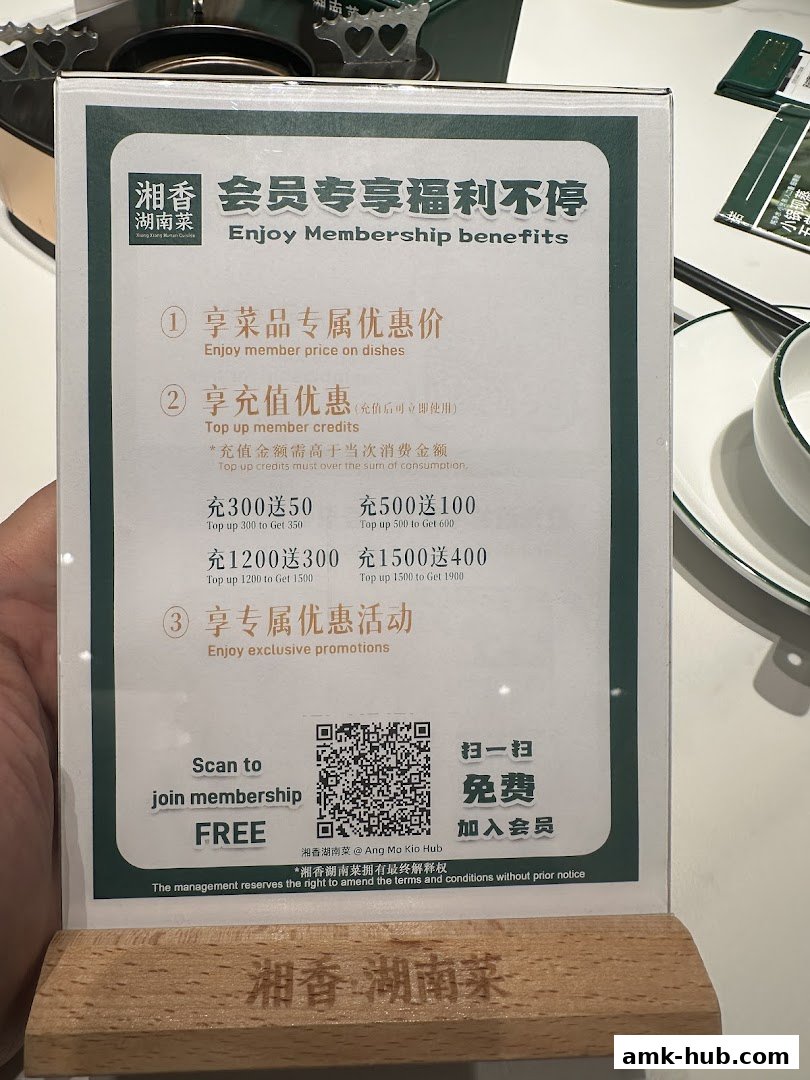 湖南菜
湘香
湖南菜
Xiang Xiang Hunan Cuisine
会员专享福利不停
Enjoy Membership benefits
① 享菜品专属优惠价
Enjoy member price on dishes
② 享充值优惠(充值后可立即使用)
Top up member credits
*充值金额需高于当次消费金额
Top up credits must over the sum of consumption.
充300送50 充500送100
Top up 300 to Get 350 Top up 500 to Get 600
充1200送300 充1500送400
Top up 1200 to Get 1500 Top up 1500 to Get 1900
③ 享专属优惠活动
Enjoy exclusive promotions
Scan to
join membership
FREE
扫一扫
免费
加入会员
湘香湖南菜 @ Ang Mo Kio Hub
*湘香湖南菜拥有最终解释权
The management reserves the right to amend the terms and conditions without prior notice
湘香·湖南菜
amk-hub.com